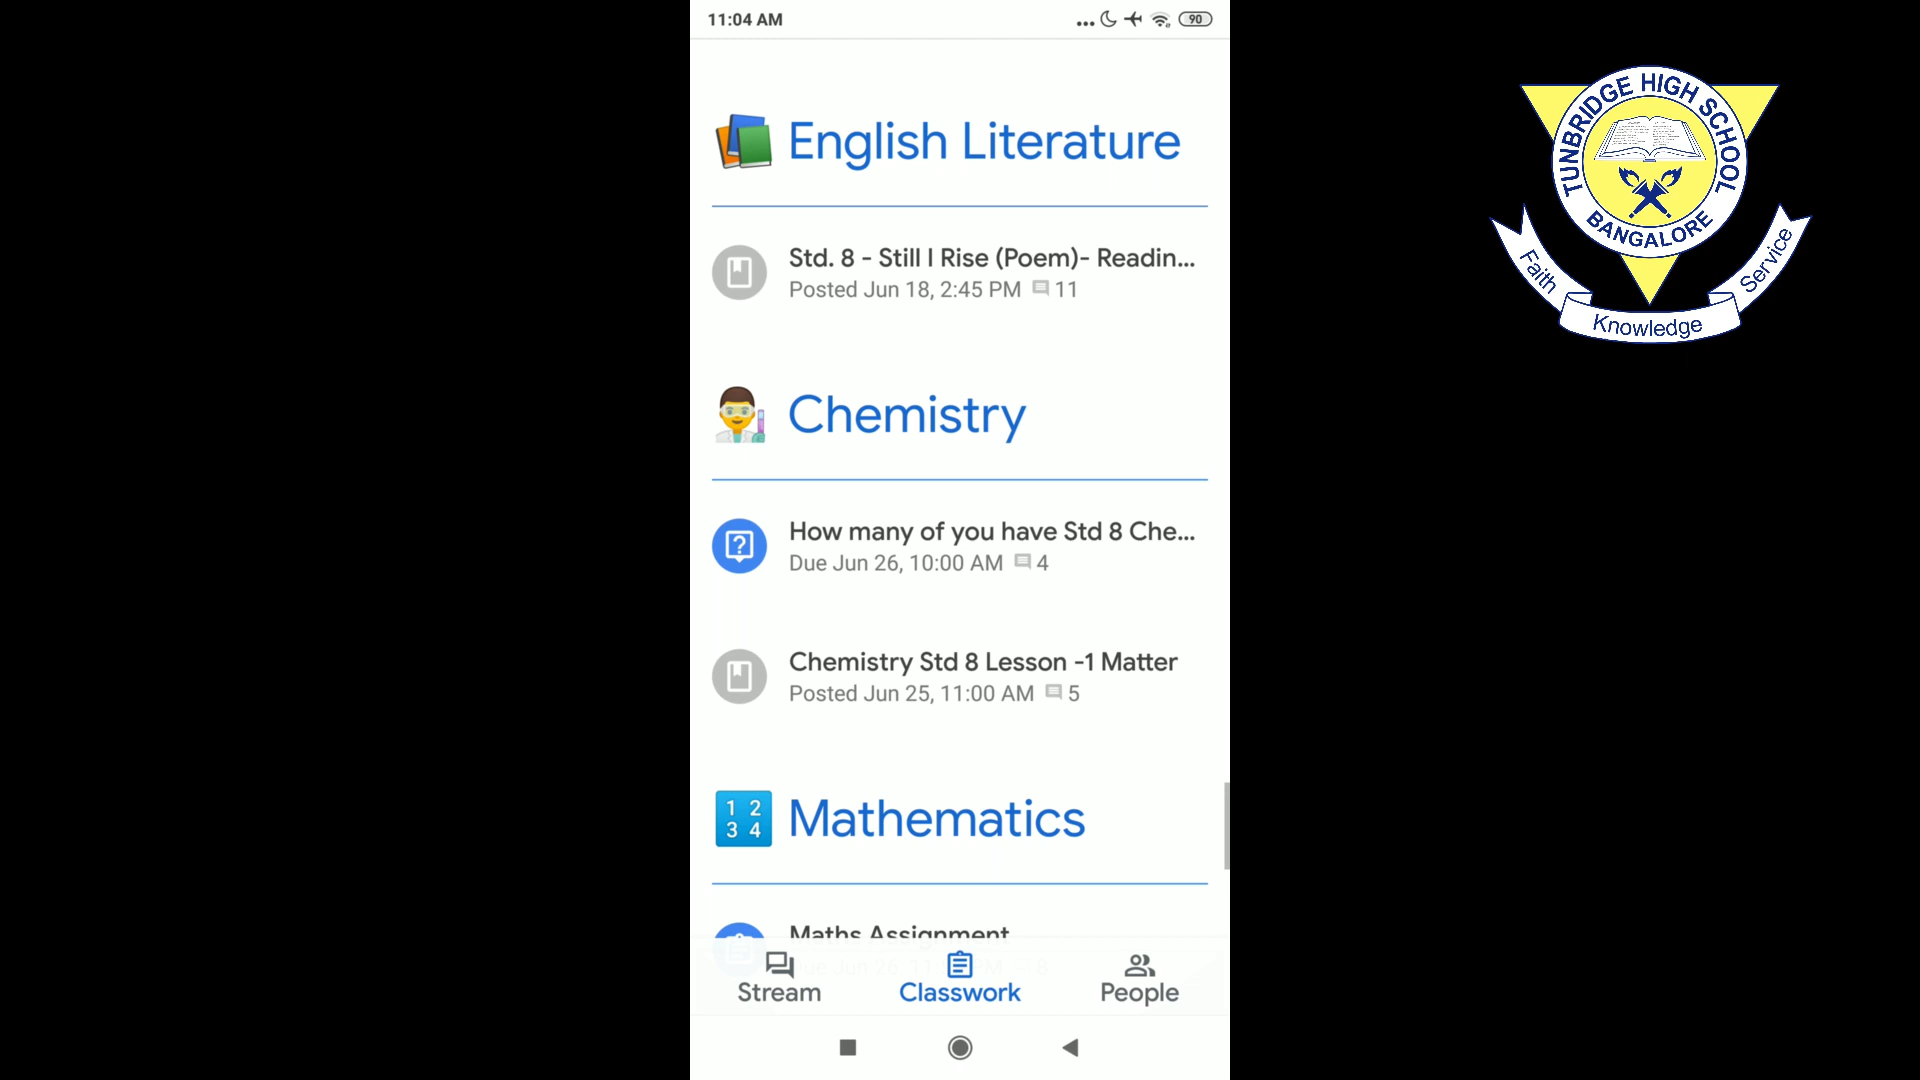 11:04 AM
90
English Literature
Std. 8 - Still I Rise (Poem)- Readin...
Posted Jun 18, 2:45 PM 11
Chemistry
How many of you have Std 8 Che...
Due Jun 26, 10:00 AM 4
Chemistry Std 8 Lesson -1 Matter
Posted Jun 25, 11:00 AM 5
1 2
3 4
Mathematics
Maths Assignment
Stream
Classwork
People
TUNBRIDGE HIGH SCHOOL
BANGALORE
Faith
Knowledge
Service